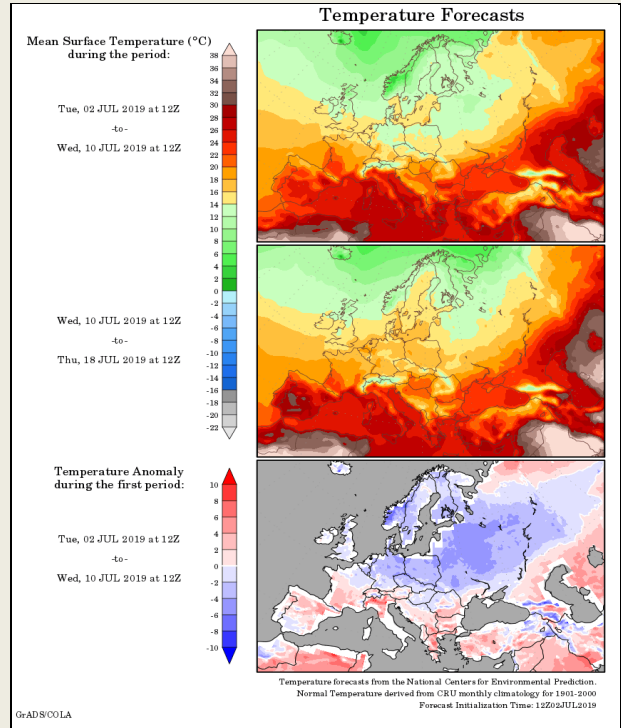 Temperature Forecasts
Mean Surface Temperature (°C)
during the period:
38
36
34
32
30
28
26
24
22
20
18
16
14
12
10
8
6
4
2
0
-2
-4
-6
-8
-10
-12
-14
-16
-18
-20
-22
Tue, 02 JUL 2019 at 12Z
-to-
Wed, 10 JUL 2019 at 12Z
Wed, 10 JUL 2019 at 12Z
-to-
Thu, 18 JUL 2019 at 12Z
Temperature Anomaly
during the first period:
10
8
6
4
2
0
-2
-4
-6
-8
-10
Tue, 02 JUL 2019 at 12Z
-to-
Wed, 10 JUL 2019 at 12Z
Temperature forecasts from the National Centers for Environmental Prediction.
Normal Temperature derived from CRU monthly climatology for 1901-2000
Forecast Initialization Time: 12Z02JUL2019
GrADS/COLA